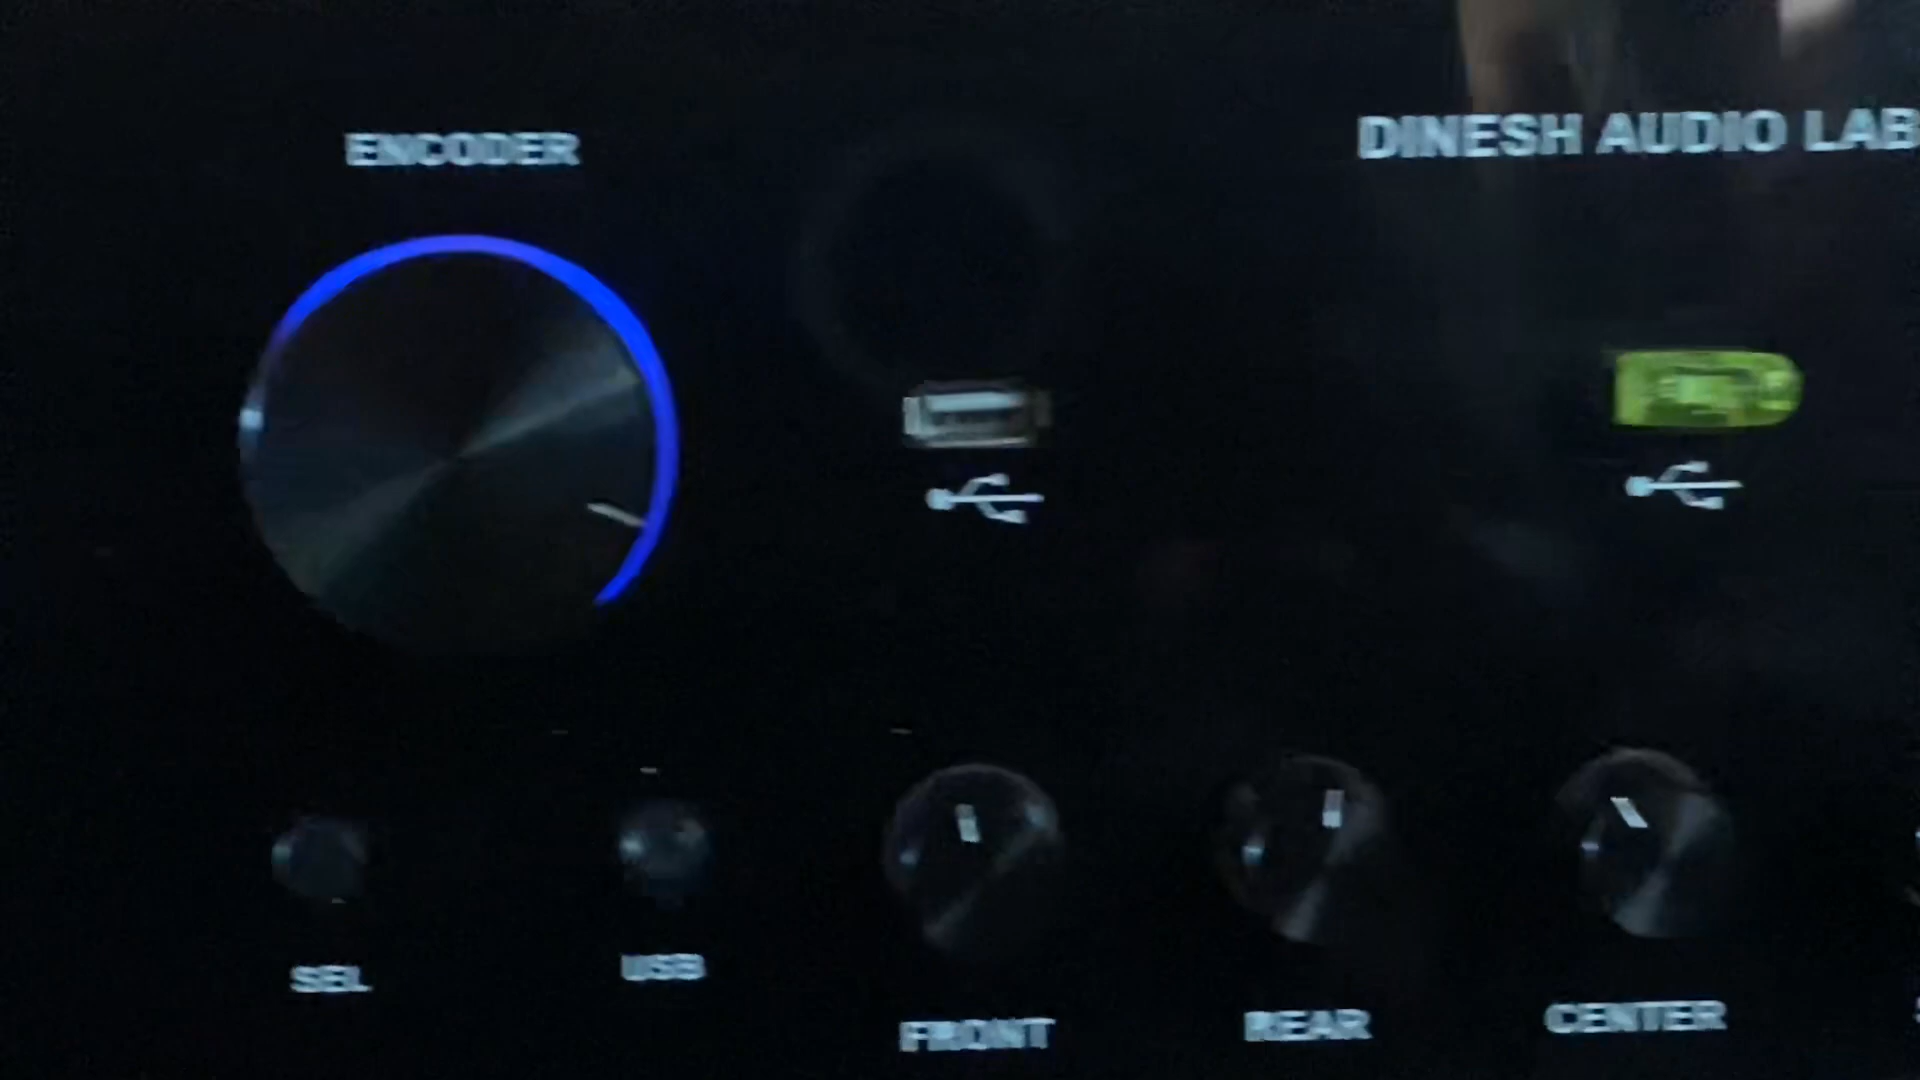 ENCODER
DINESH AUDIO LAB
SEL
USB
FRONT
REAR
CENTER